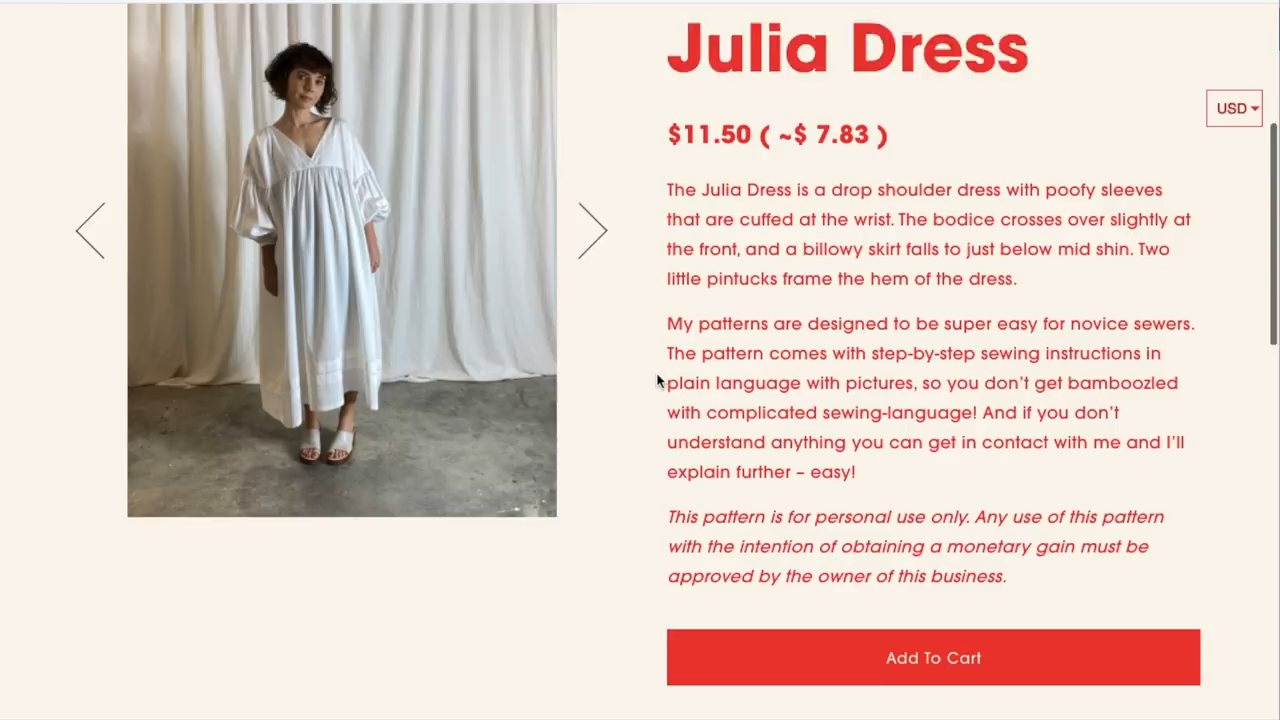 Julia Dress
USD
$11.50 ( ~$ 7.83 )
The Julia Dress is a drop shoulder dress with poofy sleeves
that are cuffed at the wrist. The bodice crosses over slightly at
the front, and a billowy skirt falls to just below mid shin. Two
little pintucks frame the hem of the dress.
My patterns are designed to be super easy for novice sewers.
The pattern comes with step-by-step sewing instructions in
plain language with pictures, so you don't get bamboozled
with complicated sewing-language! And if you don't
understand anything you can get in contact with me and I'll
explain further – easy!
This pattern is for personal use only. Any use of this pattern
with the intention of obtaining a monetary gain must be
approved by the owner of this business.
Add To Cart